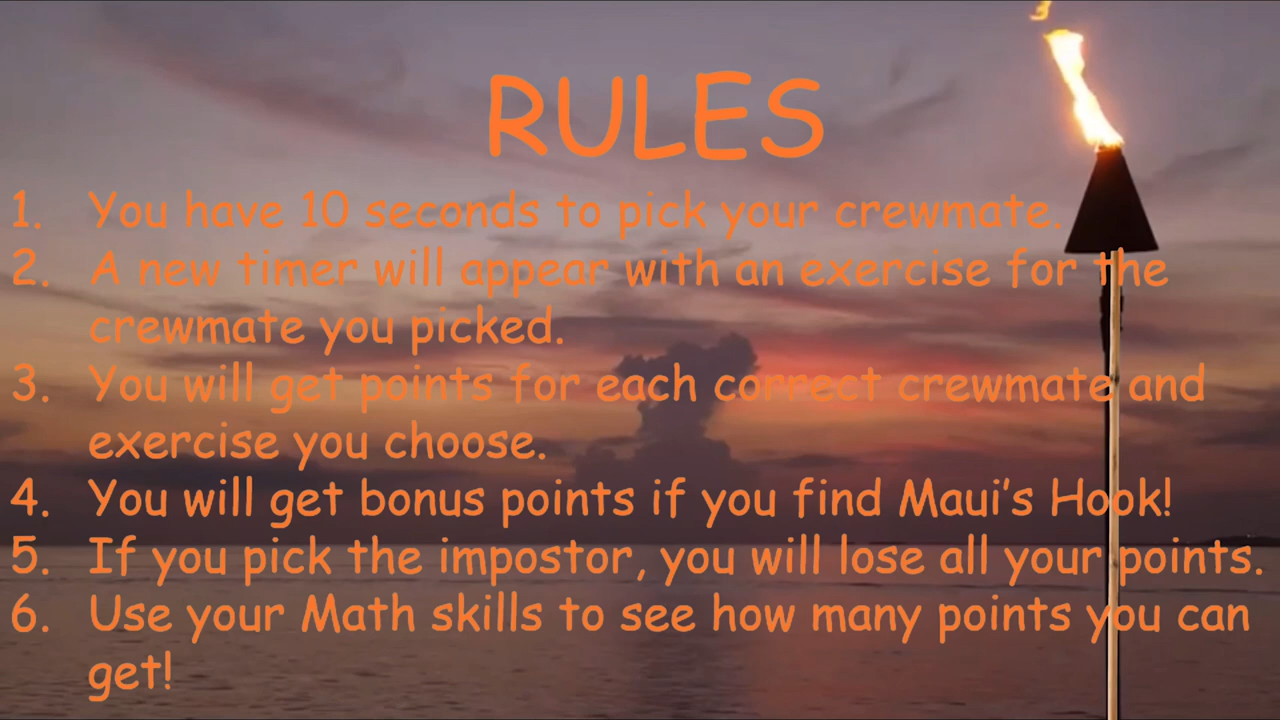 RULES
1. You have 10 seconds to pick your crewmate.
2. A new timer will appear with an exercise for the
crewmate you picked.
3. You will get points for each correct crewmate and
exercise you choose.
4. You will get bonus points if you find Maui’s Hook!
5. If you pick the impostor, you will lose all your points.
6. Use your Math skills to see how many points you can
get!